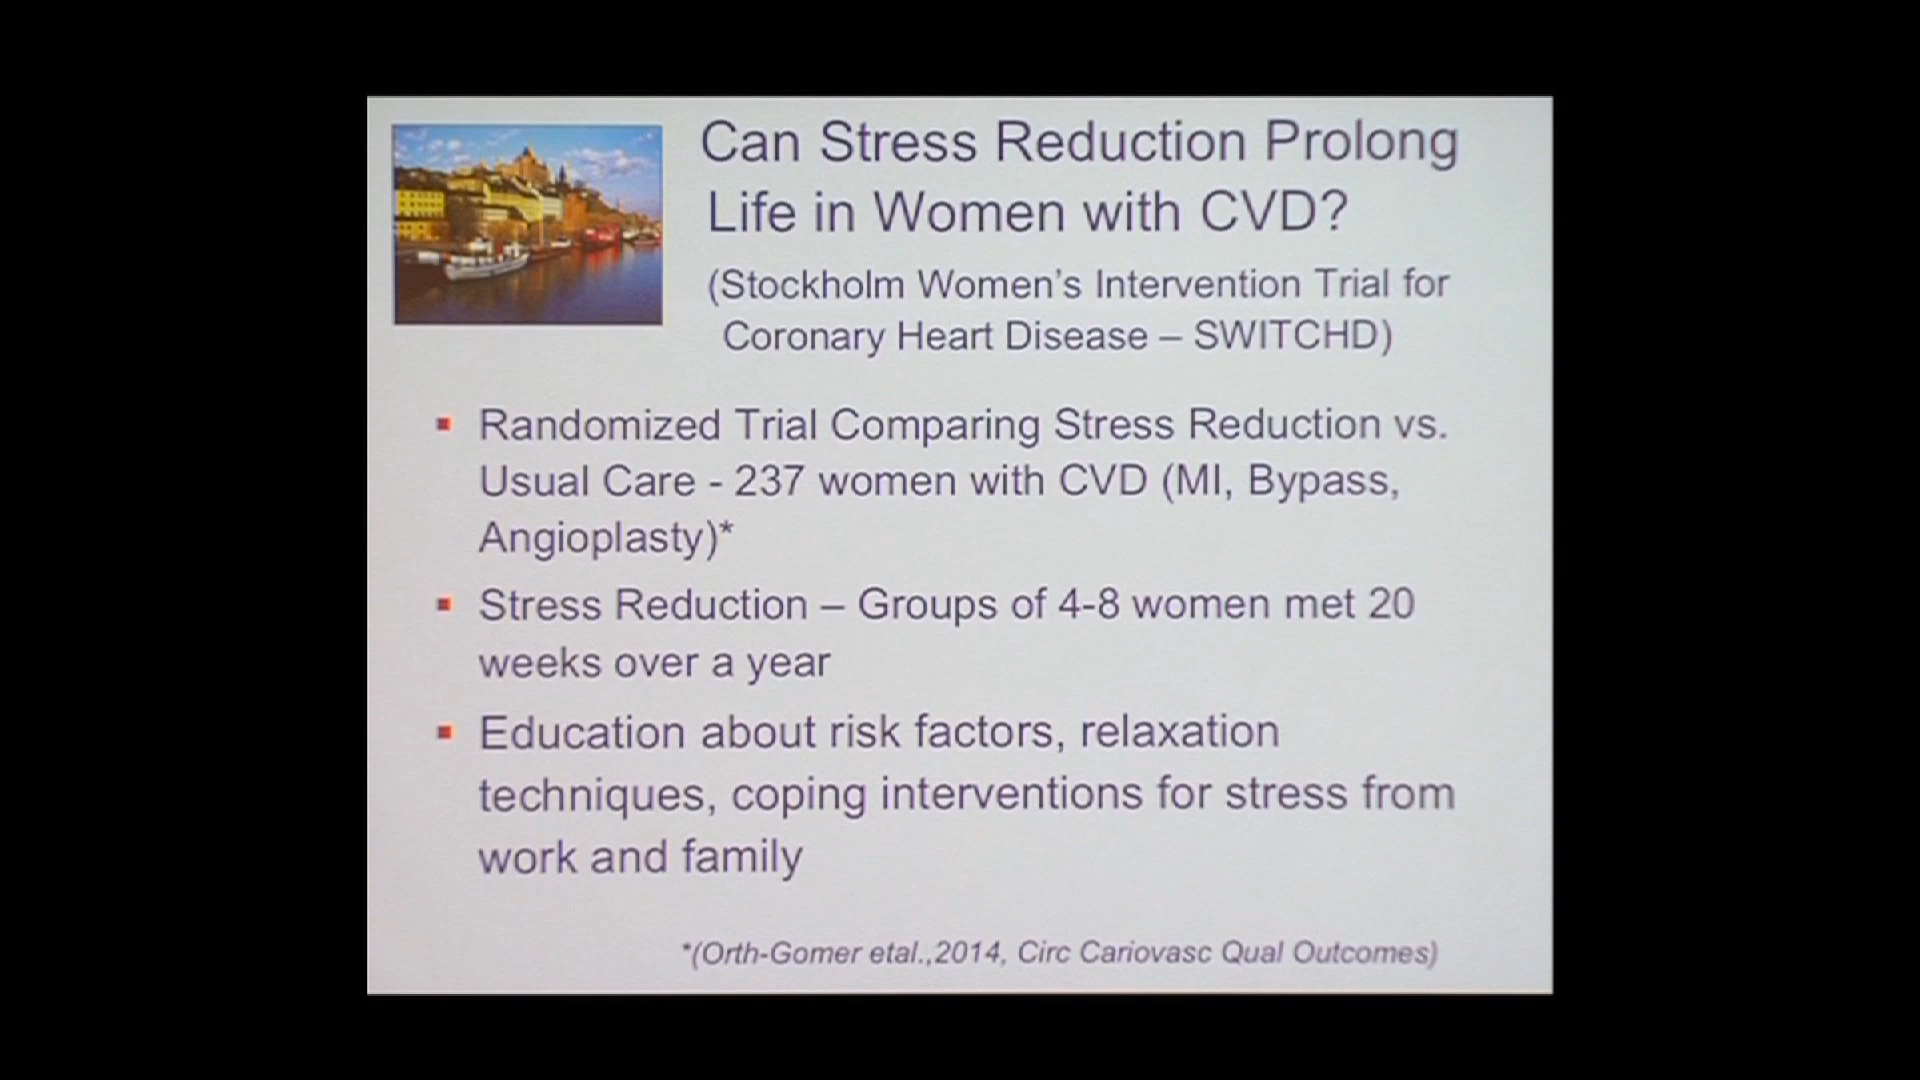 Can Stress Reduction Prolong
Life in Women with CVD?
(Stockholm Women's Intervention Trial for
Coronary Heart Disease – SWITCHD)
▪ Randomized Trial Comparing Stress Reduction vs.
Usual Care - 237 women with CVD (MI, Bypass,
Angioplasty)*
▪ Stress Reduction – Groups of 4-8 women met 20
weeks over a year
▪ Education about risk factors, relaxation
techniques, coping interventions for stress from
work and family
*(Orth-Gomer etal.,2014, Circ Cariovasc Qual Outcomes)